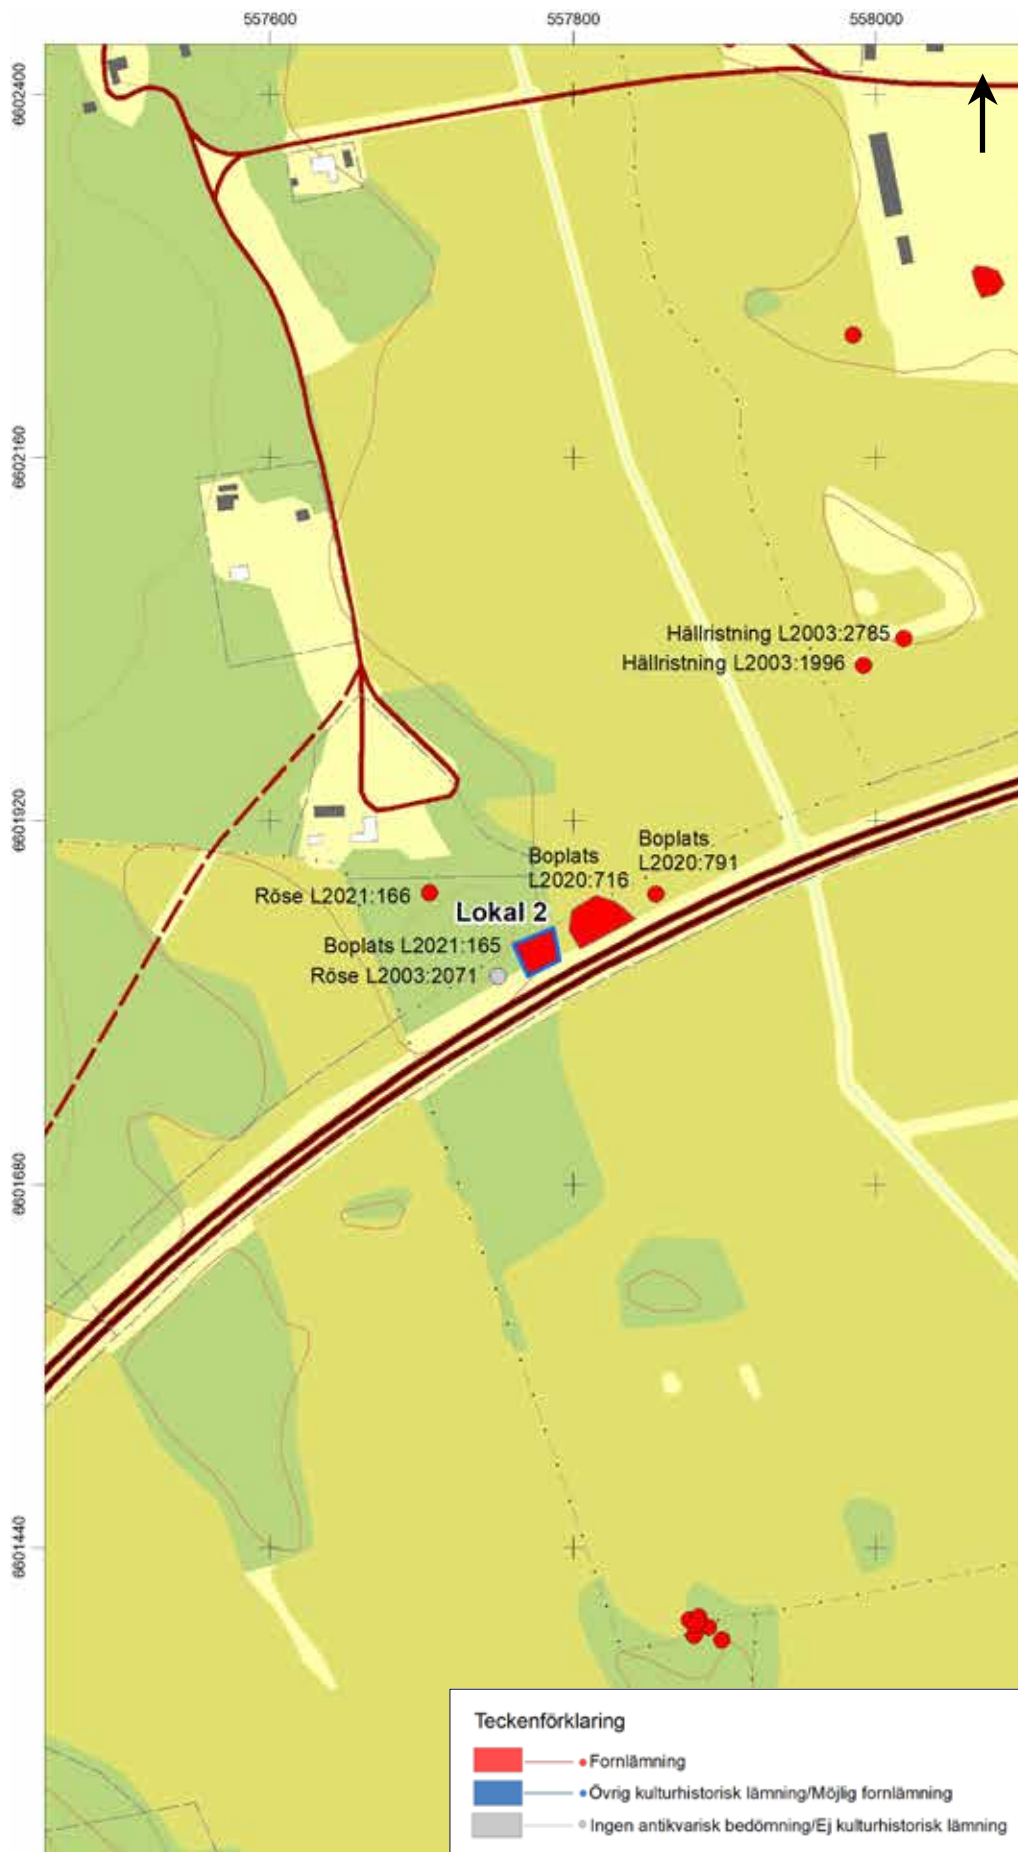 557600
557800
558000
6602400
6602160
Hällristning L2003:2785
Hällristning L2003:1996
6601920
Boplats
L2020:791
Boplats
L2020:716
Röse L2021:166
Lokal 2
Boplats L2021:165
Röse L2003:2071
6601680
6601440
Teckenförklaring
Fornlämning
Övrig kulturhistorisk lämning/Möjlig fornlämning
Ingen antikvarisk bedömning/Ej kulturhistorisk lämning